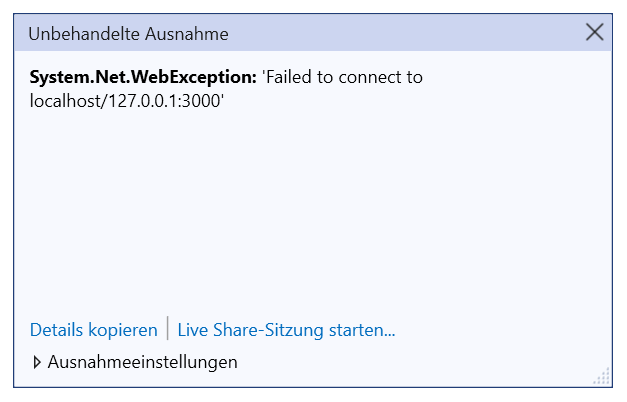 Unbehandelte Ausnahme
System.Net.WebException: 'Failed to connect to
localhost/127.0.0.1:3000'
Details kopieren | Live Share-Sitzung starten...
Ausnahmeeinstellungen